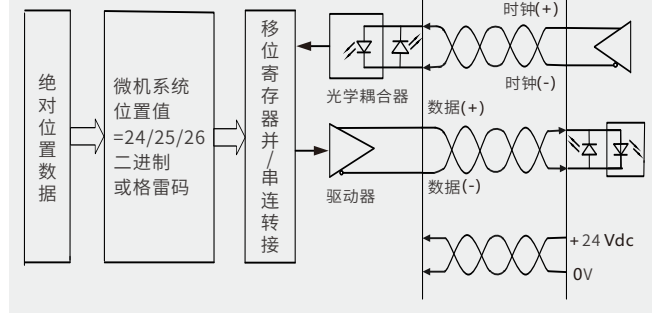 绝对位置数据
微机系统
位置值
=24/25/26
二进制
或格雷码
移位寄存器并/串连转接
光学耦合器
驱动器
时钟(+)
时钟(-)
数据(+)
数据(-)
+24 Vdc
0V